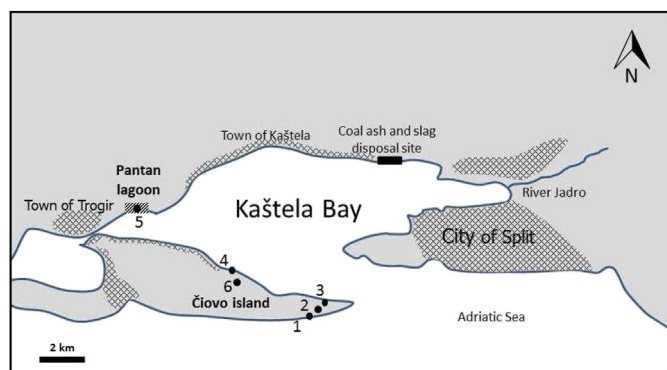 N
Town of Kaštela
Coal ash and slag
disposal site
Pantan
lagoon
River Jadro
Town of Trogir
5
Kaštela Bay
City of Split
4
6
Čiovo island
3
2
1
Adriatic Sea
2 km